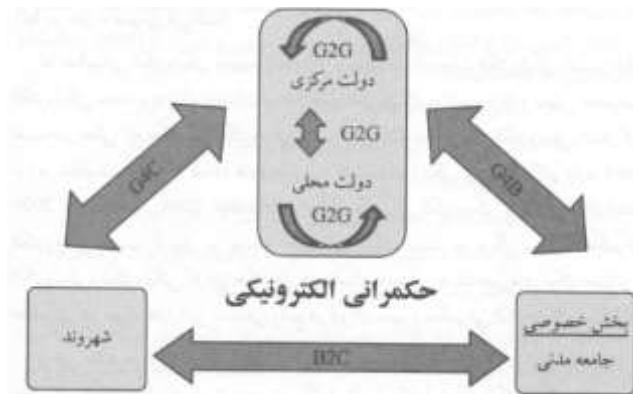 G2G
دولت مرکزی
G2G
دولت محلی
G2G
G4C
G4B
حکمرانی الکترونیکی
شهروند
B2C
بخش خصوصی
جامعه مدنی